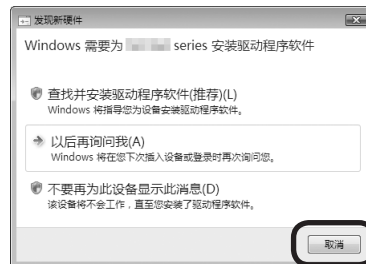 发现新硬件
Windows 需要为 series 安装驱动程序软件
查找并安装驱动程序软件(推荐)(L)
Windows 将指导您为设备安装驱动程序软件。
以后再询问我(A)
Windows 将在您下次插入设备或登录时再次询问您。
不要再为此设备显示此消息(D)
该设备将不会工作，直至您安装了驱动程序软件。
取消